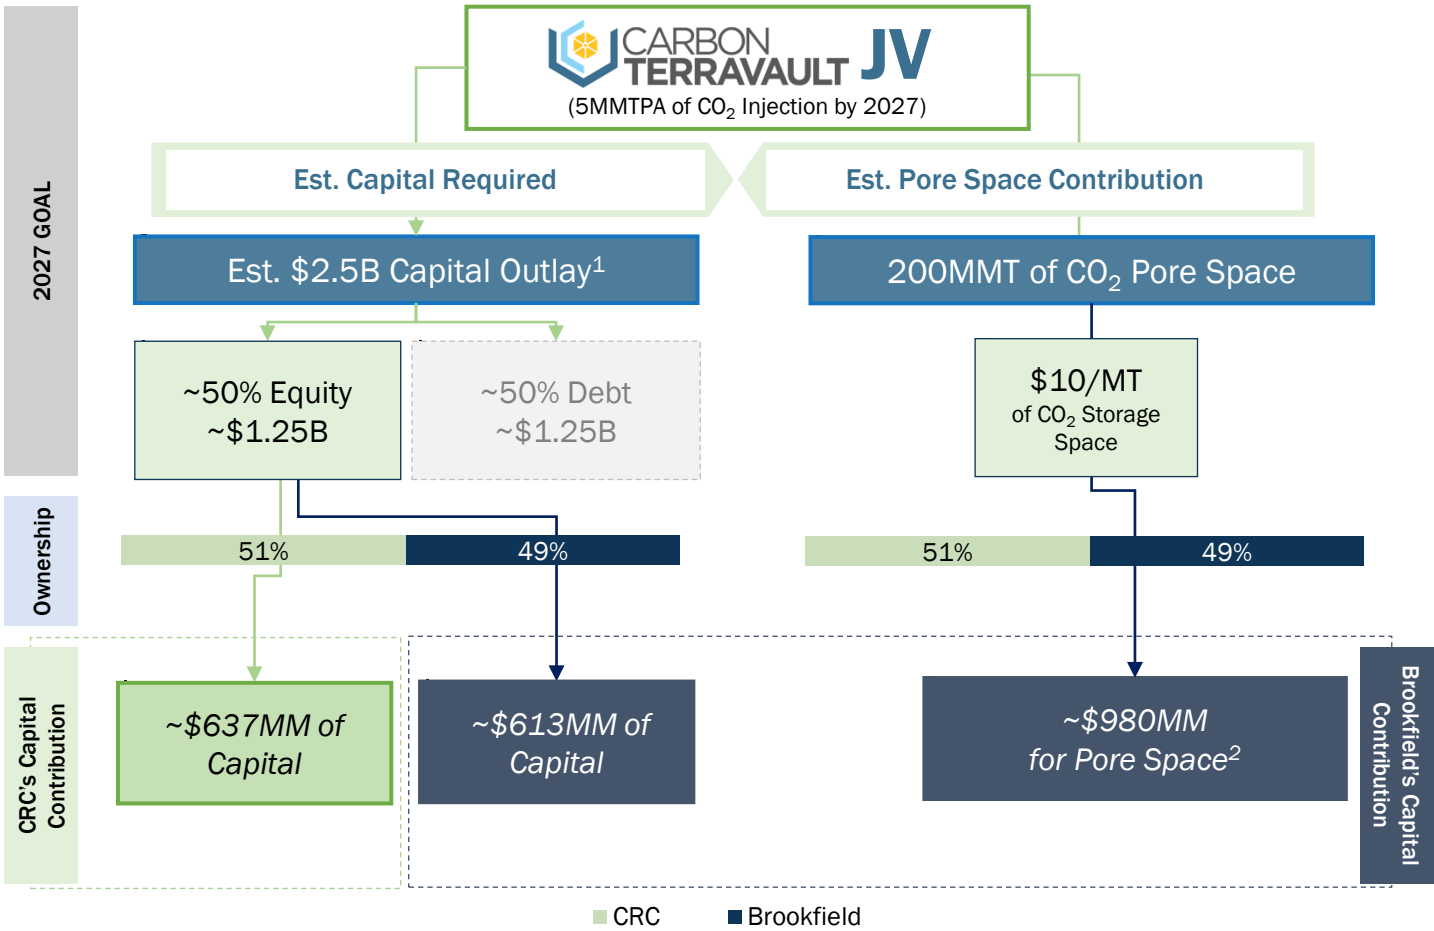 CARBON
TERRAVAULT JV
(5MMTPA of CO₂ Injection by 2027)
2027 GOAL
Est. Capital Required
Est. Pore Space Contribution
Est. $2.5B Capital Outlay¹
200MMT of CO₂ Pore Space
~50% Equity
~$1.25B
~50% Debt
~$1.25B
$10/MT
of CO₂ Storage
Space
Ownership
51%
49%
51%
49%
CRC's Capital
Contribution
~$637MM of
Capital
~$613MM of
Capital
~$980MM
for Pore Space²
Brookfield's Capital
Contribution
CRC
Brookfield